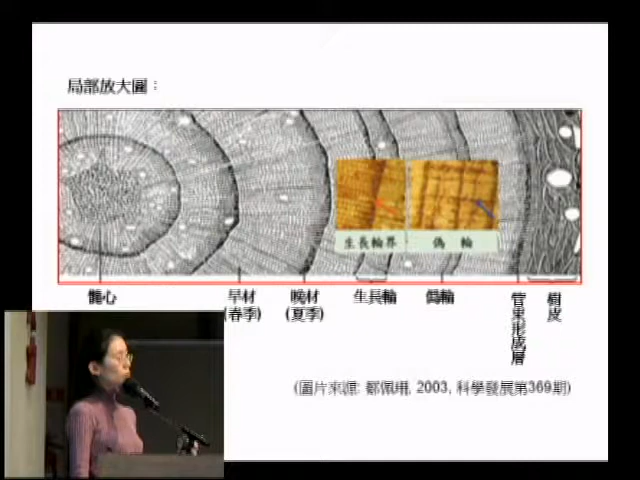 局部放大圖：
生長輪界
偽 輪
髓心
早材
(春季)
晚材
(夏季)
生長輪
偽輪
管束形成層
樹皮
(圖片來源: 鄭佩珊, 2003, 科學發展第369期)